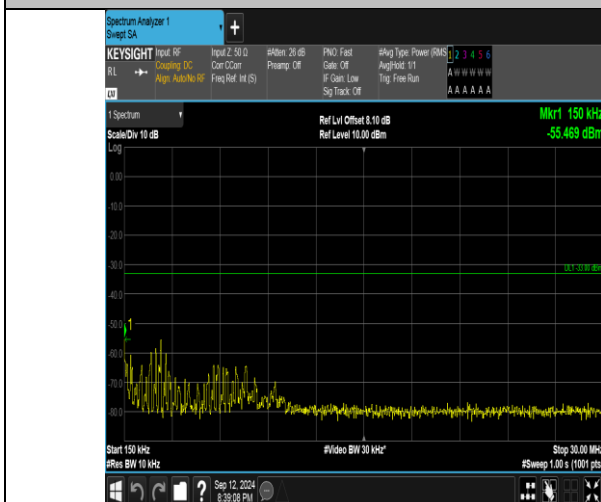 Spectrum Analyzer 1
Swept SA
+
KEYSIGHT Input: RF Input Z: 50 Ω #Atten: 26 dB PNO: Fast #Avg Type: Power (RMS 1 2 3 4 5 6
RL Coupling: DC Corr CCorr Preamp: Off Gate: Off Avg|Hold: 1/1 A W W W W W
Align: Auto/No RF Freq Ref: Int (S) IF Gain: Low Trig: Free Run
Sig Track: Off A A A A A A
1 Spectrum Ref Lvl Offset 8.10 dB Mkr1 150 kHz
Scale/Div 10 dB Ref Level 10.00 dBm -55.469 dBm
Log
0.00
-10.0
-20.0
-30.0
DL1 -33.00 dBm
-40.0
-50.0
1
-60.0
-70.0
-80.0
Start 150 kHz #Video BW 30 kHz* Stop 30.00 MHz
#Res BW 10 kHz #Sweep 1.00 s (1001 pts
? Sep 12, 2024
8:39:08 PM